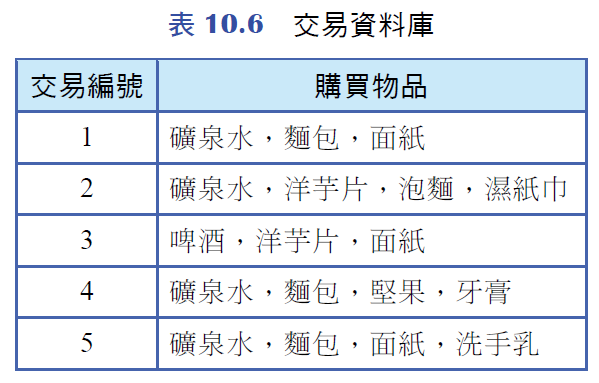 表 10.6 交易資料庫
交易編號 購買物品
1 礦泉水，麵包，面紙
2 礦泉水，洋芋片，泡麵，濕紙巾
3 啤酒，洋芋片，面紙
4 礦泉水，麵包，堅果，牙膏
5 礦泉水，麵包，面紙，洗手乳